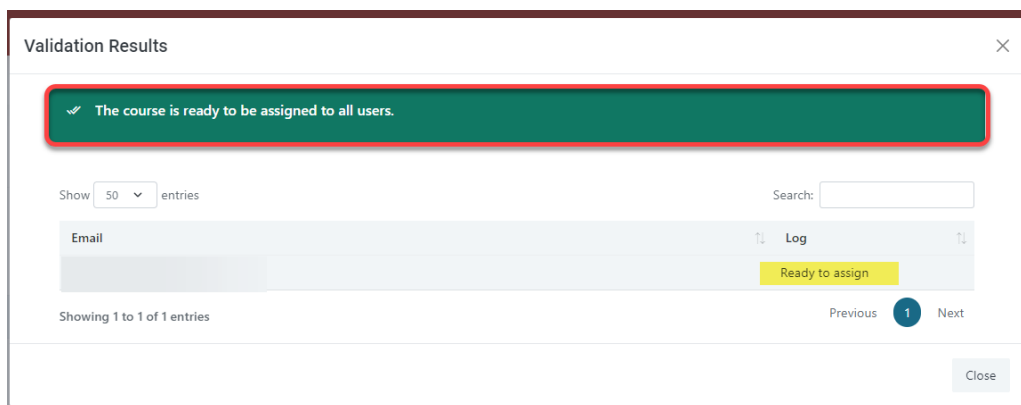 Validation Results
The course is ready to be assigned to all users.
Show 50 entries
Search:
Email Log
Ready to assign
Showing 1 to 1 of 1 entries
Previous 1 Next
Close